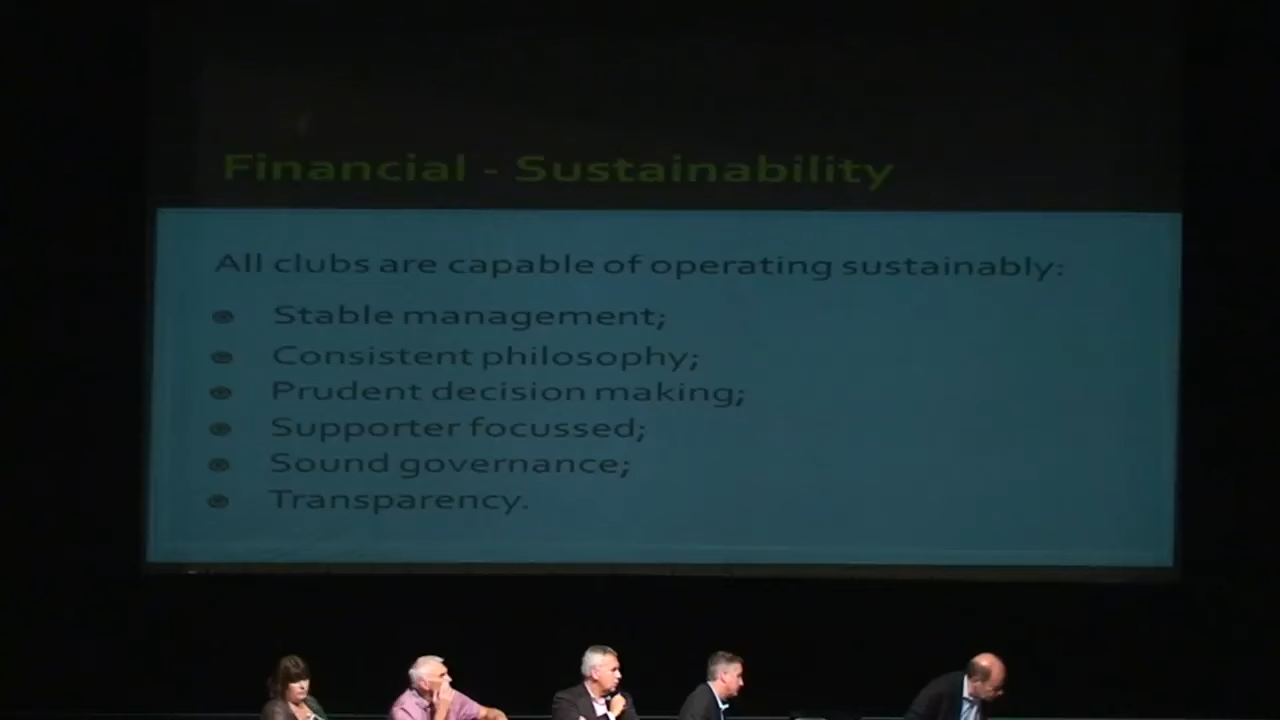 Financial - Sustainability
All clubs are capable of operating sustainably:
Stable management;
Consistent philosophy;
Prudent decision making;
Supporter focussed;
Sound governance;
Transparency.